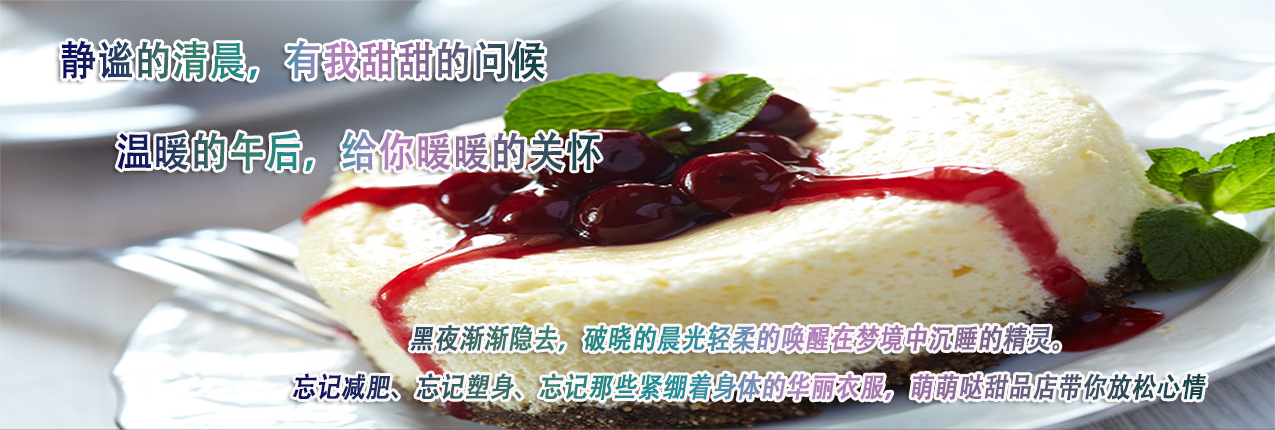 静谧的清晨，有我甜甜的问候
温暖的午后，给你暖暖的关怀
黑夜渐渐隐去，破晓的晨光轻柔的唤醒在梦境中沉睡的精灵。
忘记减肥、忘记塑身、忘记那些紧绷着身体的华丽衣服，萌萌哒甜品店带你放松心情